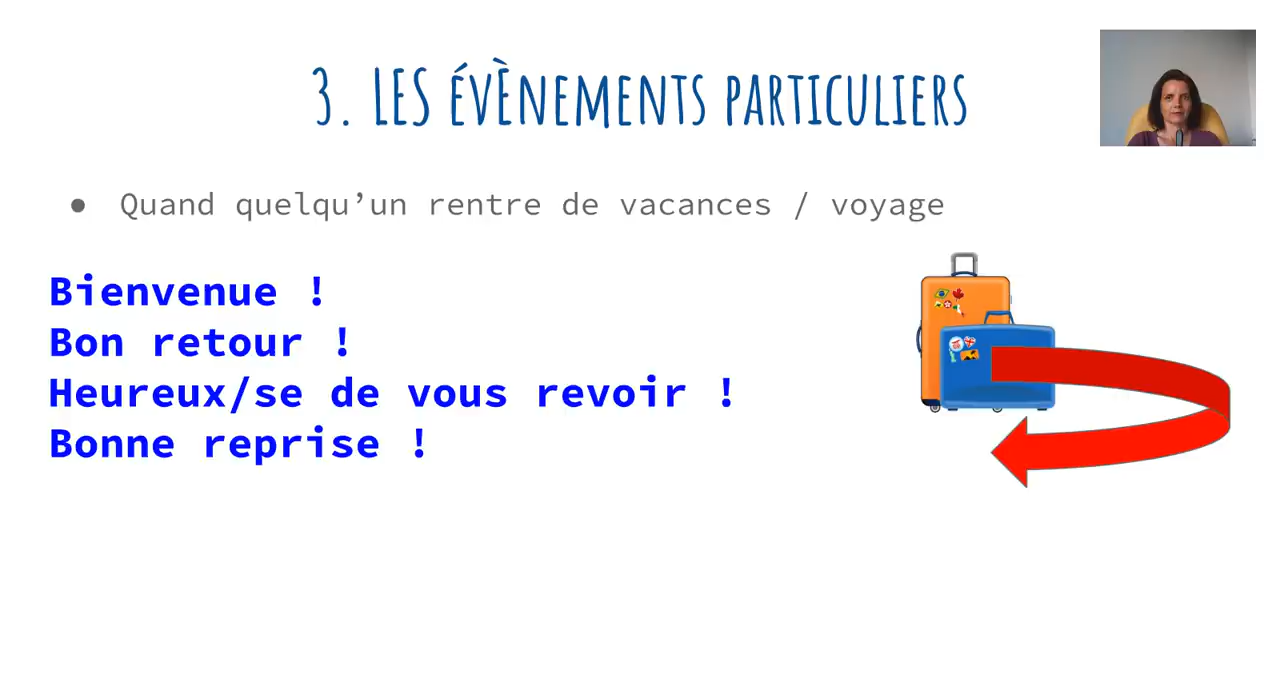 3. LES éVÈNEMENTS PARTICULIERS
● Quand quelqu’un rentre de vacances / voyage
Bienvenue !
Bon retour !
Heureux/se de vous revoir !
Bonne reprise !